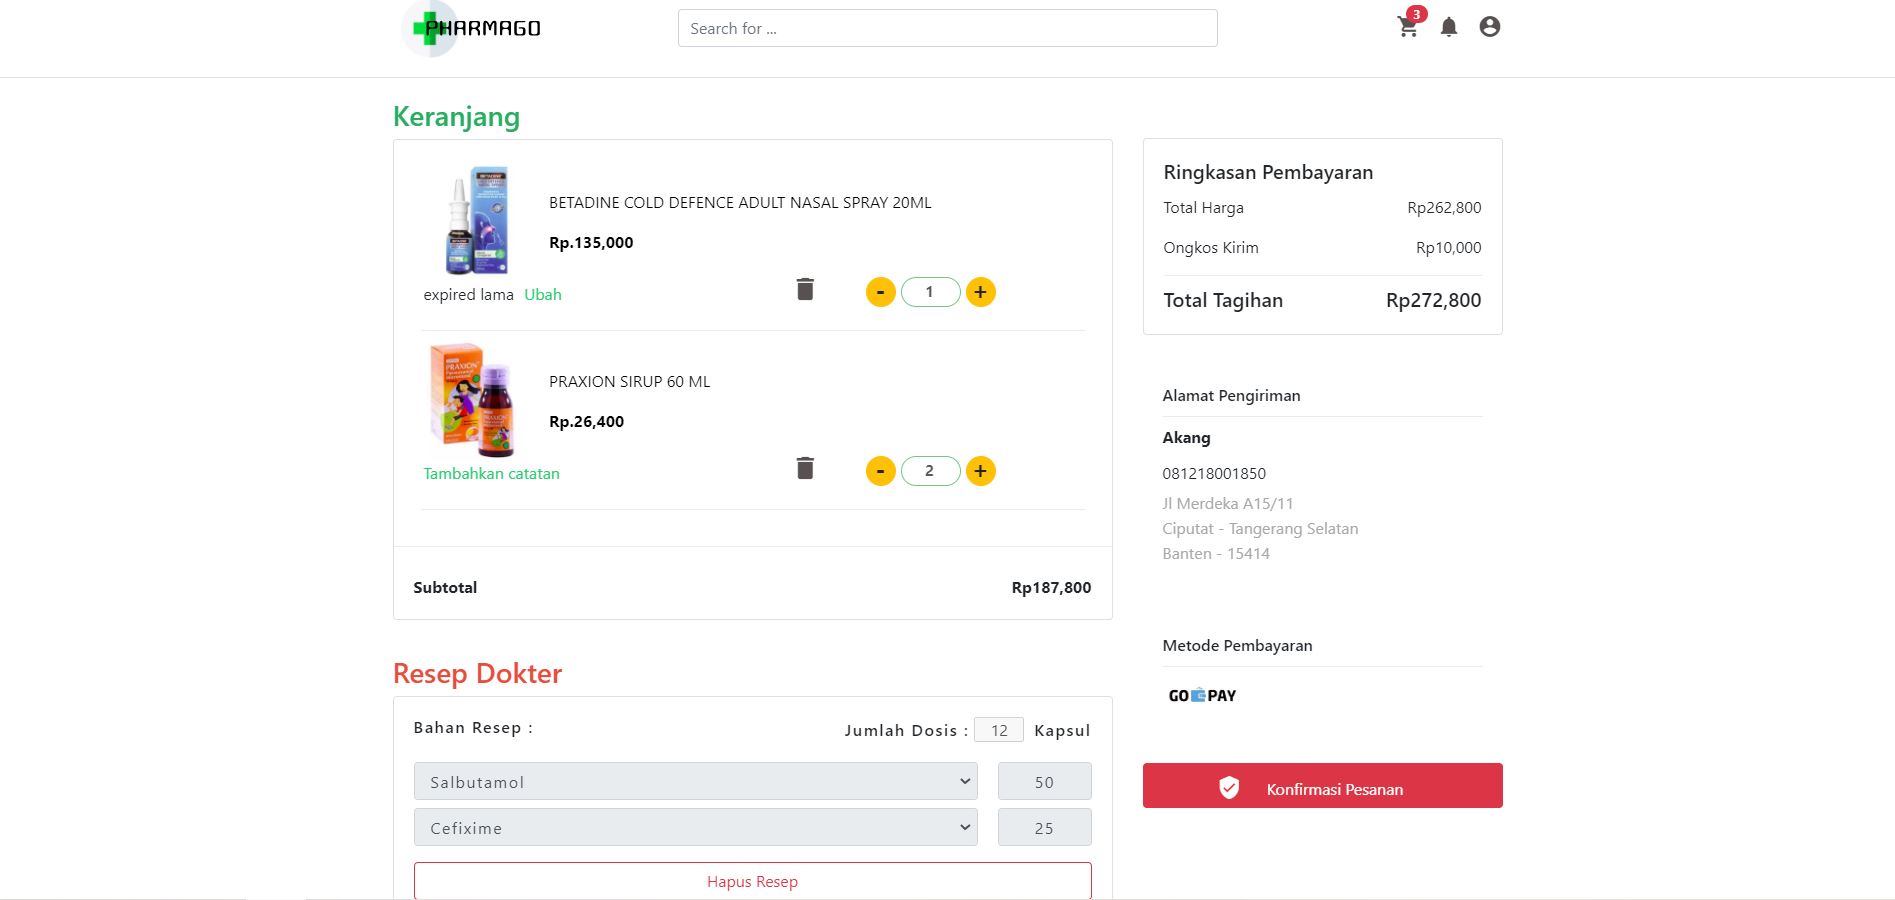 PHARMAGO
Search for ...
3
Keranjang
BETADINE COLD DEFENCE ADULT NASAL SPRAY 20ML
Rp.135,000
expired lama Ubah
- 1 +
PRAXION
PRAXION
PRAXION SIRUP 60 ML
Rp.26,400
Tambahkan catatan
- 2 +
Subtotal Rp187,800
Resep Dokter
Bahan Resep :
Jumlah Dosis : 12 Kapsul
Salbutamol 50
Cefixime 25
Hapus Resep
Ringkasan Pembayaran
Total Harga Rp262,800
Ongkos Kirim Rp10,000
Total Tagihan Rp272,800
Alamat Pengiriman
Akang
081218001850
Jl Merdeka A15/11
Ciputat - Tangerang Selatan
Banten - 15414
Metode Pembayaran
GO PAY
Konfirmasi Pesanan